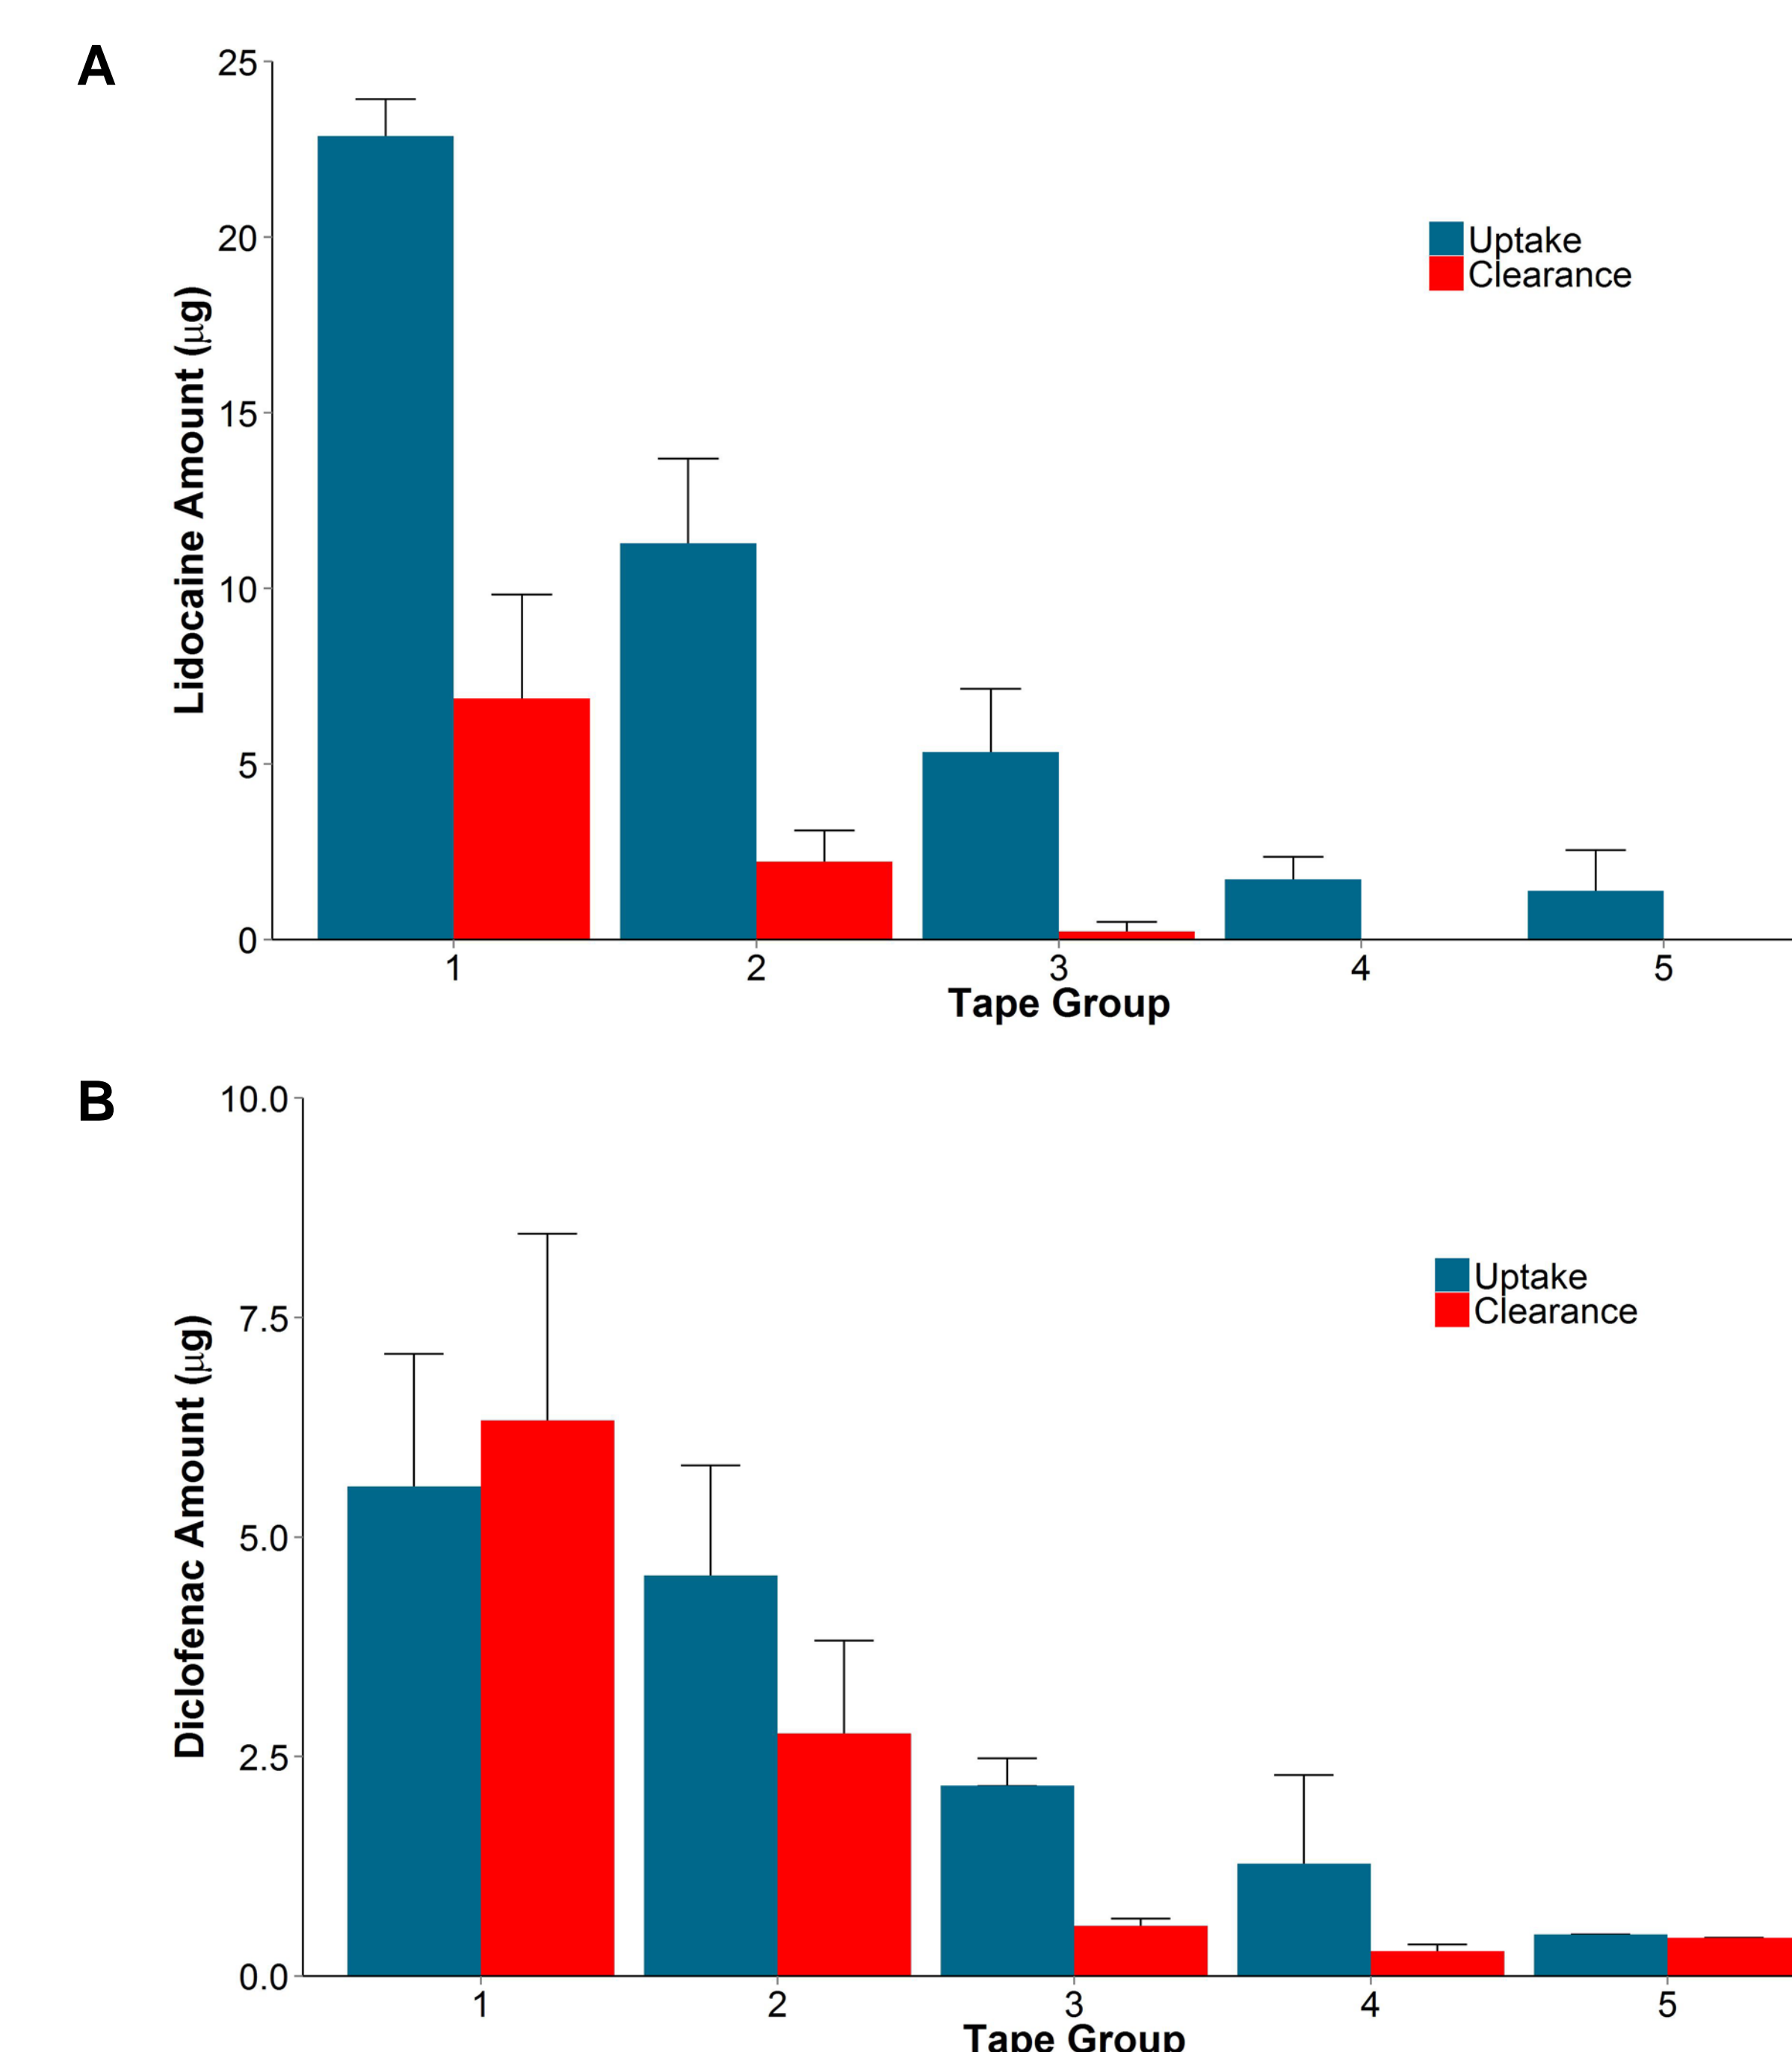 A
25
20
15
10
5
0
Lidocaine Amount (μg)
Uptake
Clearance
1 2 3 4 5
Tape Group
B
10.0
7.5
5.0
2.5
0.0
Diclofenac Amount (μg)
Uptake
Clearance
1 2 3 4 5
Tape Group